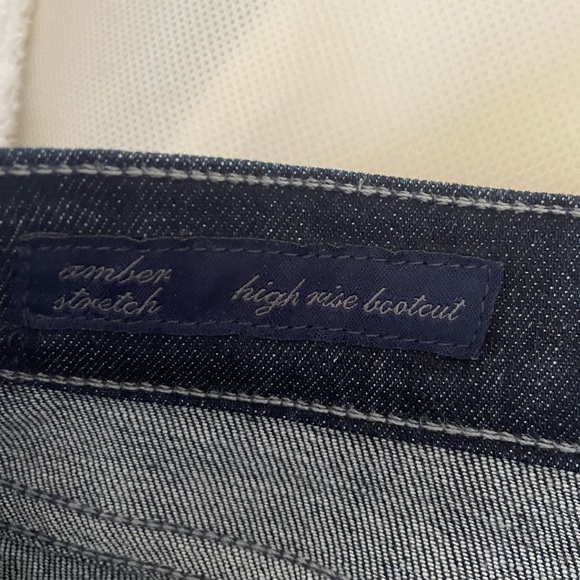 amber
stretch
high rise bootcut